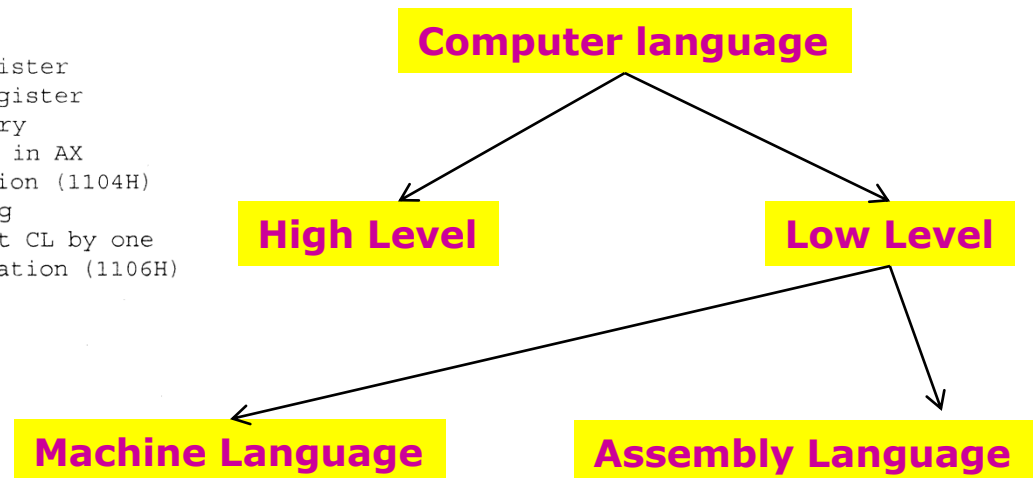 Computer language
gister
ry
in AX
ion (1104H)
g
t CL by one
ation (1106H)
High Level
Low Level
Machine Language
Assembly Language